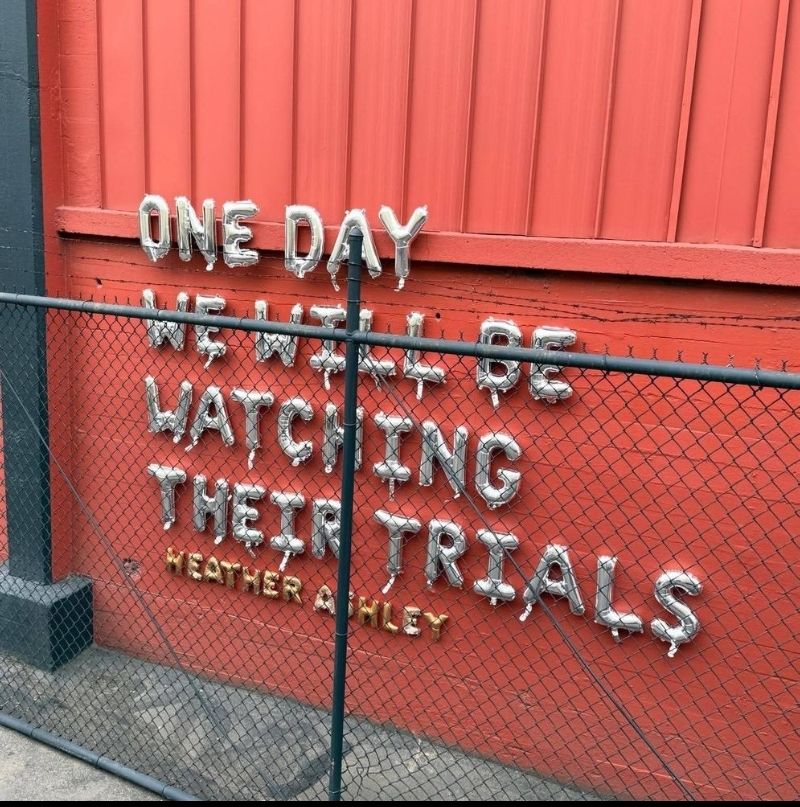 ONE DAY
WE WILL BE
WATCHING
THEIR TRIALS
HEATHER ASHLEY